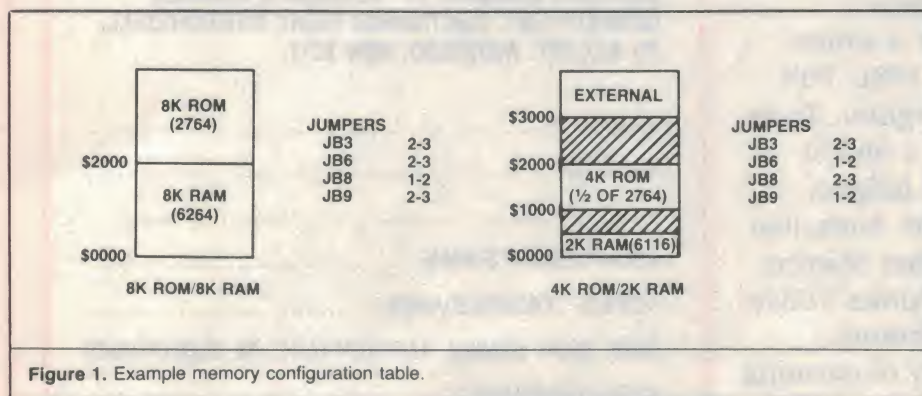 8K ROM
(2764)
$2000
8K RAM
(6264)
$0000
8K ROM/8K RAM
JUMPERS
JB3 2-3
JB6 2-3
JB8 1-2
JB9 2-3
EXTERNAL
$3000
$2000
4K ROM
(½ OF 2764)
$1000
2K RAM(6116)
$0000
4K ROM/2K RAM
JUMPERS
JB3 2-3
JB6 1-2
JB8 2-3
JB9 1-2
Figure 1. Example memory configuration table.